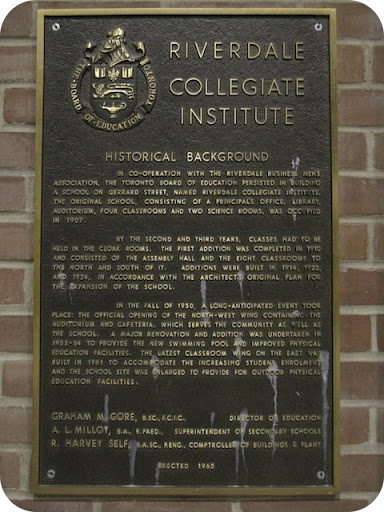 THE BOARD OF EDUCATION TORONTO
RIVERDALE
COLLEGIATE
INSTITUTE
HISTORICAL BACKGROUND
IN CO-OPERATION WITH THE RIVERDALE BUSINESS MEN'S
ASSOCIATION, THE TORONTO BOARD OF EDUCATION PERSISTED IN BUILDING
A SCHOOL ON GERRARD STREET, NAMED RIVERDALE COLLEGIATE INSTITUTE.
THE ORIGINAL SCHOOL, CONSISTING OF A PRINCIPAL'S OFFICE, LIBRARY,
AUDITORIUM, FOUR CLASSROOMS AND TWO SCIENCE ROOMS, WAS OCCUPIED
IN 1907.
BY THE SECOND AND THIRD YEARS, CLASSES HAD TO BE
HELD IN THE CLOAK ROOMS. THE FIRST ADDITION WAS COMPLETED IN 1910
AND CONSISTED OF THE ASSEMBLY HALL AND THE EIGHT CLASSROOMS TO
THE NORTH AND SOUTH OF IT. ADDITIONS WERE BUILT IN 1914, 1922,
AND 1924, IN ACCORDANCE WITH THE ARCHITECT'S ORIGINAL PLAN FOR
THE EXPANSION OF THE SCHOOL.
IN THE FALL OF 1950, A LONG-ANTICIPATED EVENT TOOK
PLACE: THE OFFICIAL OPENING OF THE NORTH-WEST WING CONTAINING THE
AUDITORIUM AND CAFETERIA, WHICH SERVES THE COMMUNITY AS WELL AS
THE SCHOOL. A MAJOR RENOVATION AND ADDITION WAS UNDERTAKEN IN
1953-54 TO PROVIDE THE NEW SWIMMING POOL AND IMPROVED PHYSICAL
EDUCATION FACILITIES. THE LATEST CLASSROOM WING ON THE EAST WAS
BUILT IN 1961 TO ACCOMMODATE THE INCREASING STUDENT ENROLMENT
AND THE SCHOOL SITE WAS ENLARGED TO PROVIDE FOR OUTDOOR PHYSICAL
EDUCATION FACILITIES.
GRAHAM M. GORE, B.SC., F.C.I.C. DIRECTOR OF EDUCATION
A. L. MILLOY, B.A., B.PAED., SUPERINTENDENT OF SECONDARY SCHOOLS
R. HARVEY SELF, B.A.SC., P.ENG., COMPTROLLER OF BUILDINGS & PLANT
ERECTED 1965